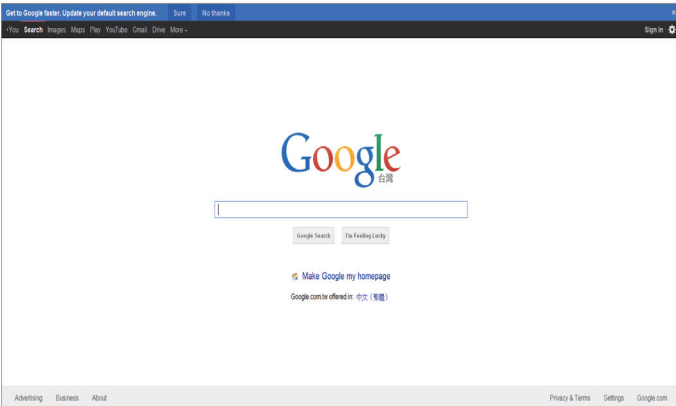 Get to Google faster. Update your default search engine. Sure No thanks ×
+You Search Images Maps Play YouTube Gmail Drive More Sign in
Google
台灣
Google Search I'm Feeling Lucky
Make Google my homepage
Google.com.tw offered in: 中文（繁體）
Advertising Business About Privacy & Terms Settings Google.com